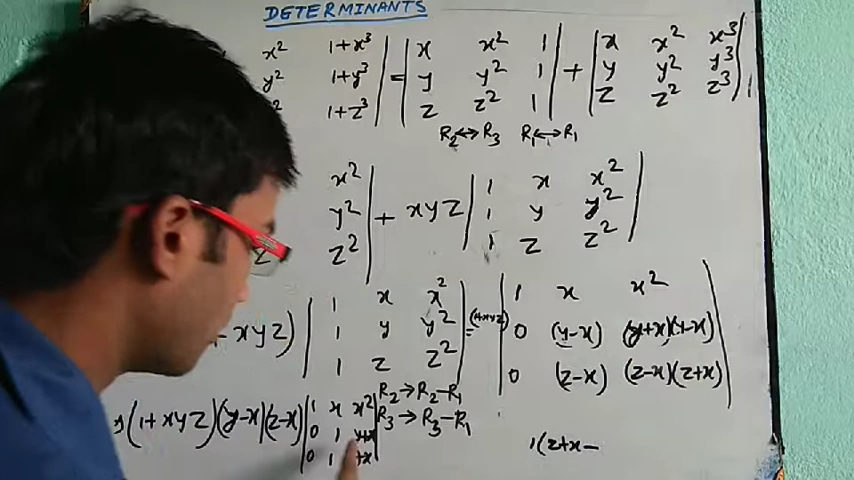 DETERMINANTS
x² 1+x³ | = | x x² 1 | + | x x² x³ |
y² 1+y³ | | y y² 1 | | y y² y³ |
² 1+z³ | | z z² 1 | | z z² z³ |
R₂↔R₃ R₁↔R₁
x² | + xyz | 1 x x² |
y² | | 1 y y² |
z² | | 1 z z² |
xyz) | 1 x x² | = (1+xyz) | 1 x x² |
| 1 y y² | | 0 (y-x) (y+x)(y-x) |
| 1 z z² | | 0 (z-x) (z-x)(z+x) |
R₂→R₂-R₁
R₃→R₃-R₁
(1+xyz)(y-x)(z-x) | 1 x x² |
| 0 1 y+x |
| 0 1 +x |
1(z+x-